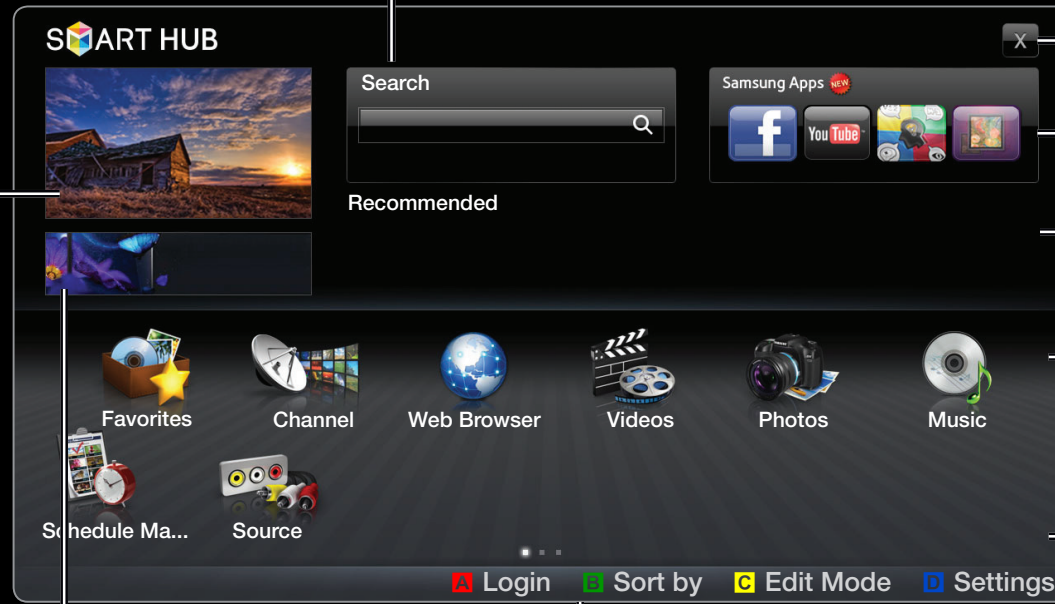 SMART HUB
X
Search
Samsung Apps NEW
f
You Tube
Recommended
Favorites
Channel
Web Browser
Videos
Photos
Music
Schedule Ma...
Source
A Login B Sort by C Edit Mode D Settings